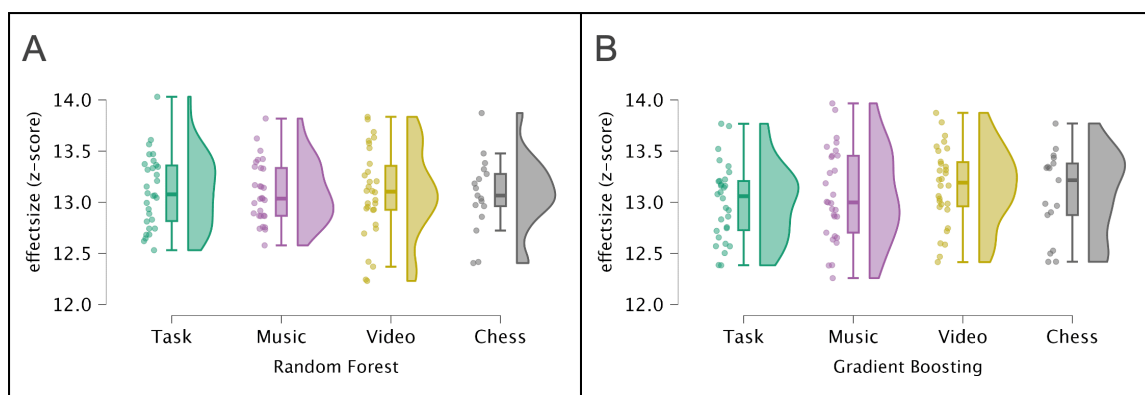 A
effectsize (z-score)
14.0
13.5
13.0
12.5
12.0
Task Music Video Chess
Random Forest
B
effectsize (z-score)
14.0
13.5
13.0
12.5
12.0
Task Music Video Chess
Gradient Boosting